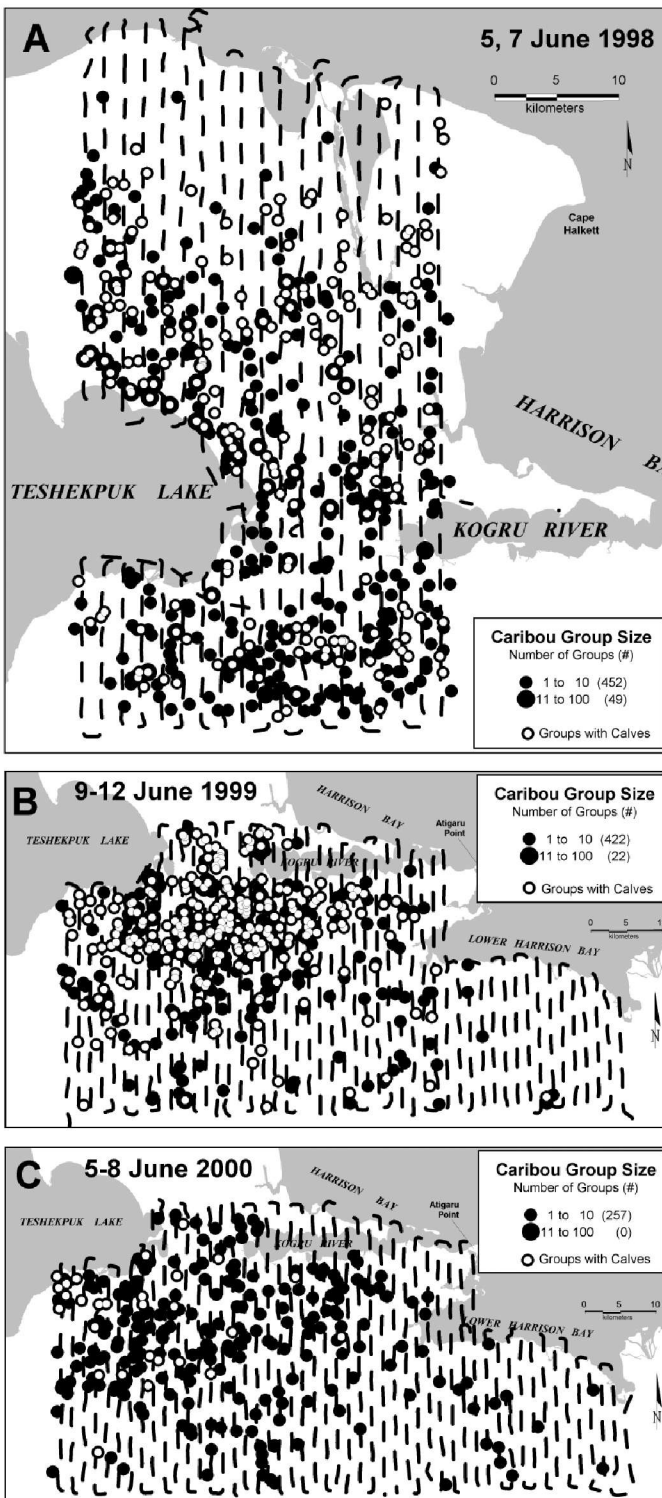 A
5, 7 June 1998
0 5 10
kilometers
N
Cape
Halkett
HARRISON BA
TESHEKPUK LAKE
KOGRU RIVER
Caribou Group Size
Number of Groups (#)
1 to 10 (452)
11 to 100 (49)
Groups with Calves
B
9-12 June 1999
HARRISON BAY
Atigaru
Point
TESHEKPUK LAKE
KOGRU RIVER
Caribou Group Size
Number of Groups (#)
1 to 10 (422)
11 to 100 (22)
Groups with Calves
0 5 1
kilometers
LOWER HARRISON BAY
N
C
5-8 June 2000
HARRISON BAY
Atigaru
Point
TESHEKPUK LAKE
KOGRU RIVER
Caribou Group Size
Number of Groups (#)
1 to 10 (257)
11 to 100 (0)
Groups with Calves
0 5 10
kilometers
LOWER HARRISON BAY
N